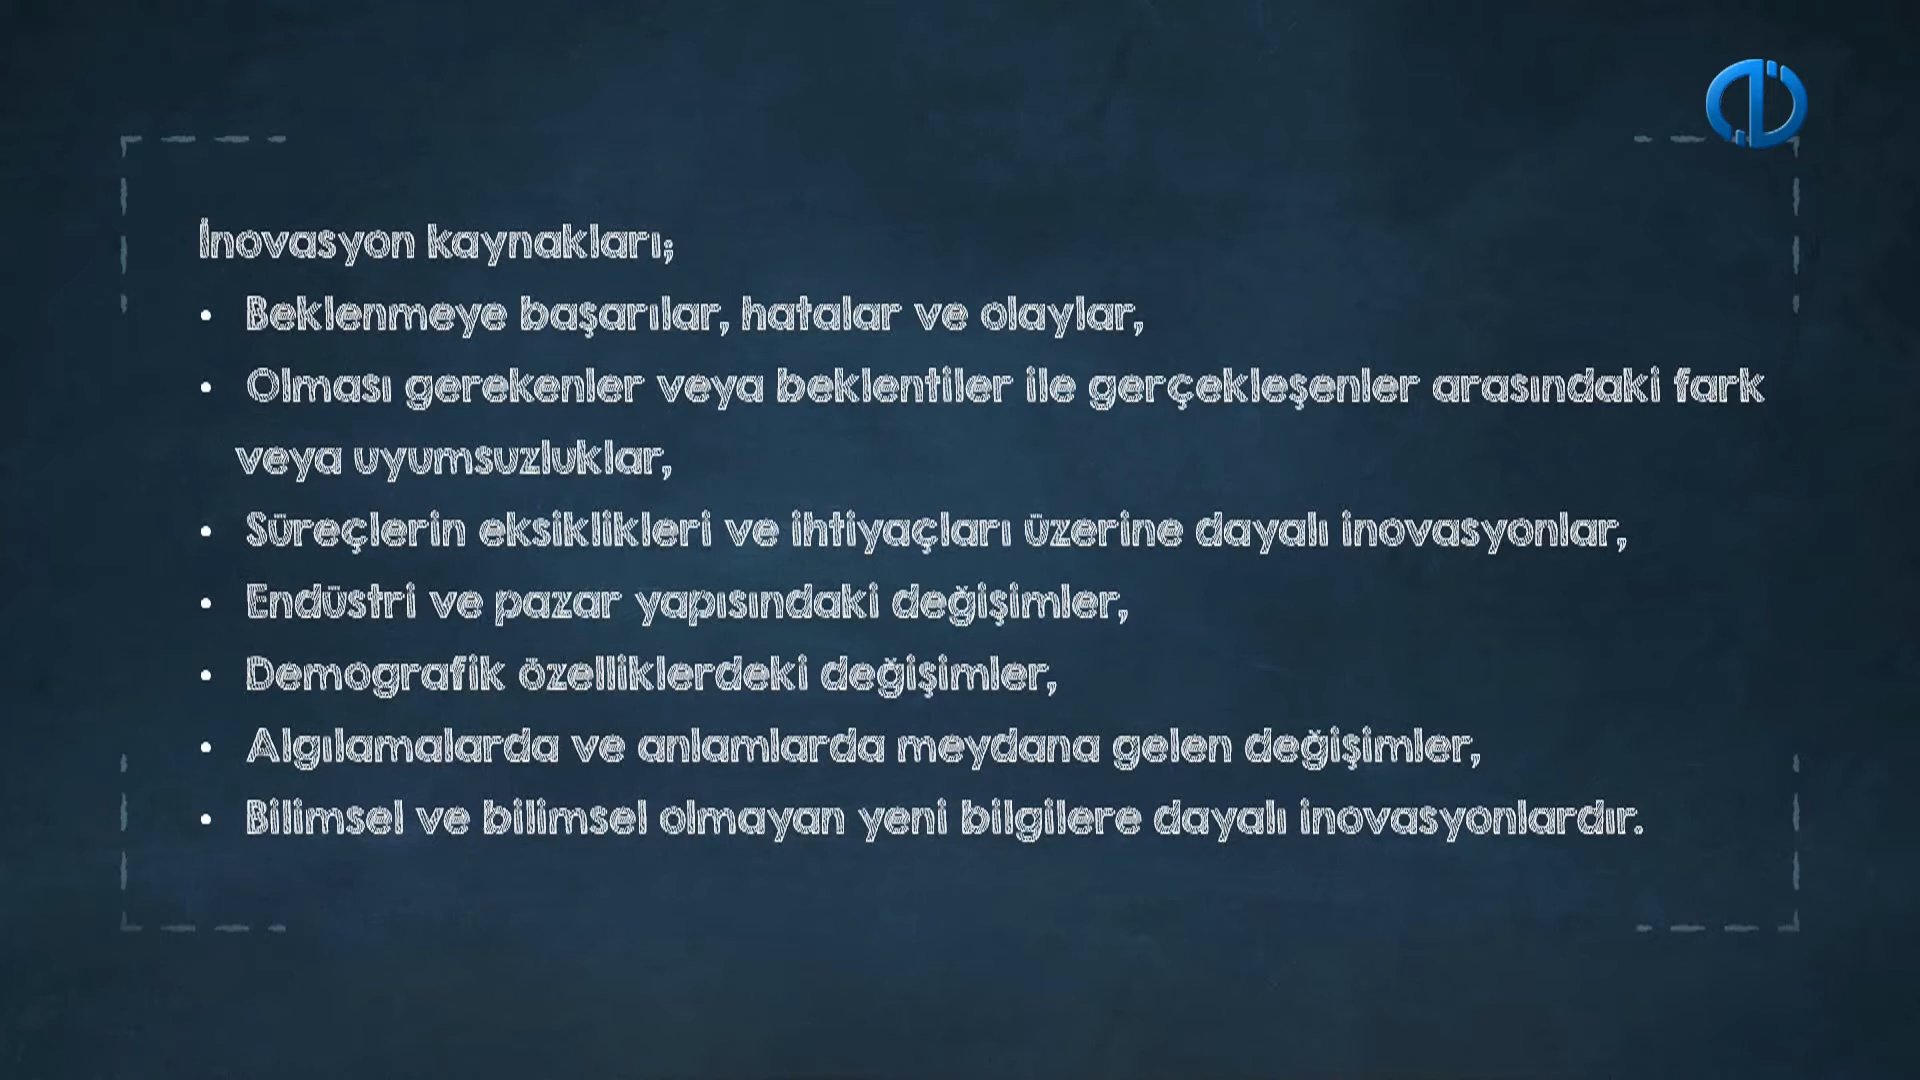 İnovasyon kaynakları;
• Beklenmeye başarılar, hatalar ve olaylar,
• Olması gerekenler veya beklentiler ile gerçekleşenler arasındaki fark
veya uyumsuzluklar,
• Süreçlerin eksiklikleri ve ihtiyaçları üzerine dayalı inovasyonlar,
• Endüstri ve pazar yapısındaki değişimler,
• Demografik özelliklerdeki değişimler,
• Algılamalarda ve anlamlarda meydana gelen değişimler,
• Bilimsel ve bilimsel olmayan yeni bilgilere dayalı inovasyonlardır.